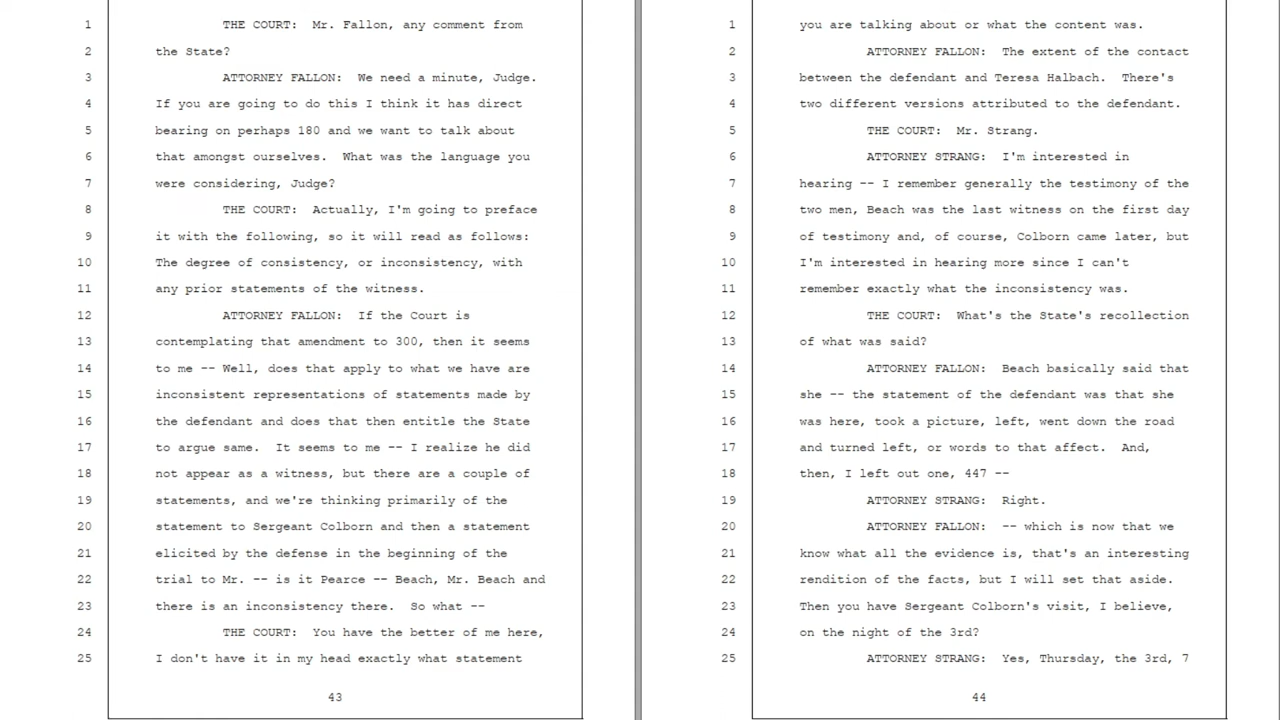 1 THE COURT: Mr. Fallon, any comment from
2 the State?
3 ATTORNEY FALLON: We need a minute, Judge.
4 If you are going to do this I think it has direct
5 bearing on perhaps 180 and we want to talk about
6 that amongst ourselves. What was the language you
7 were considering, Judge?
8 THE COURT: Actually, I'm going to preface
9 it with the following, so it will read as follows:
10 The degree of consistency, or inconsistency, with
11 any prior statements of the witness.
12 ATTORNEY FALLON: If the Court is
13 contemplating that amendment to 300, then it seems
14 to me -- Well, does that apply to what we have are
15 inconsistent representations of statements made by
16 the defendant and does that then entitle the State
17 to argue same. It seems to me -- I realize he did
18 not appear as a witness, but there are a couple of
19 statements, and we're thinking primarily of the
20 statement to Sergeant Colborn and then a statement
21 elicited by the defense in the beginning of the
22 trial to Mr. -- is it Pearce -- Beach, Mr. Beach and
23 there is an inconsistency there. So what --
24 THE COURT: You have the better of me here,
25 I don't have it in my head exactly what statement
43
1 you are talking about or what the content was.
2 ATTORNEY FALLON: The extent of the contact
3 between the defendant and Teresa Halbach. There's
4 two different versions attributed to the defendant.
5 THE COURT: Mr. Strang.
6 ATTORNEY STRANG: I'm interested in
7 hearing -- I remember generally the testimony of the
8 two men, Beach was the last witness on the first day
9 of testimony and, of course, Colborn came later, but
10 I'm interested in hearing more since I can't
11 remember exactly what the inconsistency was.
12 THE COURT: What's the State's recollection
13 of what was said?
14 ATTORNEY FALLON: Beach basically said that
15 she -- the statement of the defendant was that she
16 was here, took a picture, left, went down the road
17 and turned left, or words to that affect. And,
18 then, I left out one, 447 --
19 ATTORNEY STRANG: Right.
20 ATTORNEY FALLON: -- which is now that we
21 know what all the evidence is, that's an interesting
22 rendition of the facts, but I will set that aside.
23 Then you have Sergeant Colborn's visit, I believe,
24 on the night of the 3rd?
25 ATTORNEY STRANG: Yes, Thursday, the 3rd, 7
44